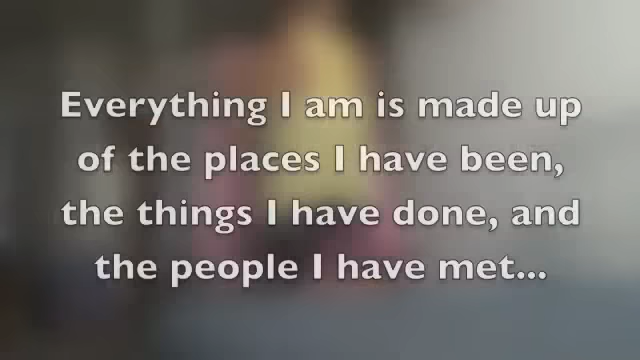 Everything I am is made up
of the places I have been,
the things I have done, and
the people I have met...